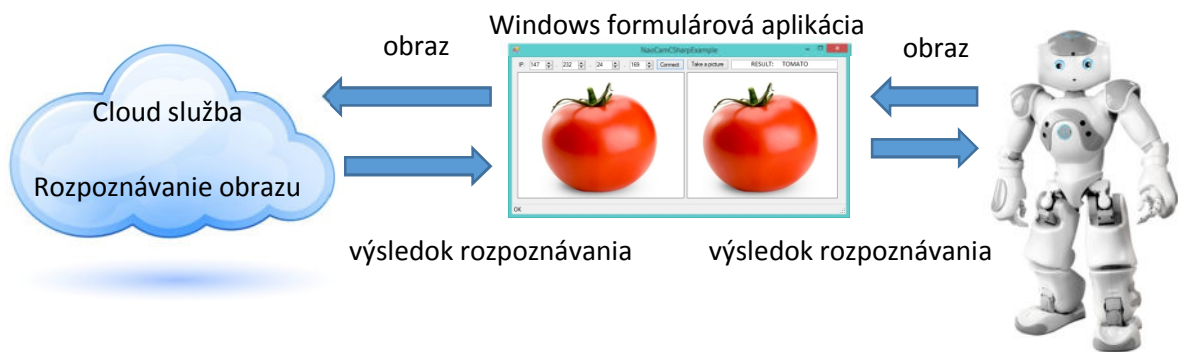 Windows formulárová aplikácia
obraz
obraz
NaoCamCSharpExample
IP: 147 . 232 . 24 . 169 Connect Take a picture RESULT: TOMATO
Cloud služba
Rozpoznávanie obrazu
OK
výsledok rozpoznávania
výsledok rozpoznávania